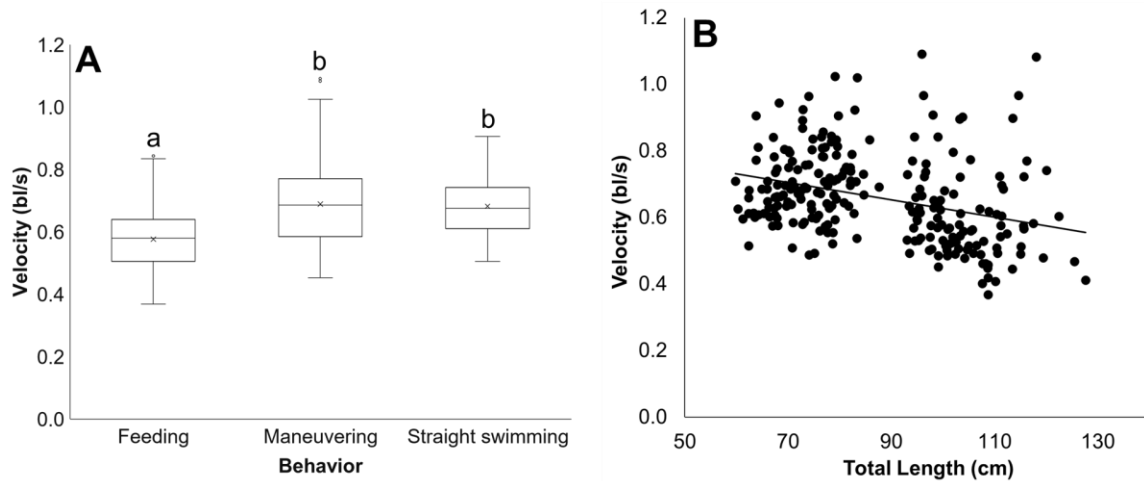 A
Velocity (bl/s)
1.2
1.0
0.8
0.6
0.4
0.2
0.0
a
b
b
Feeding Maneuvering Straight swimming
Behavior
B
Velocity (bl/s)
1.2
1.0
0.8
0.6
0.4
0.2
0.0
50 70 90 110 130
Total Length (cm)